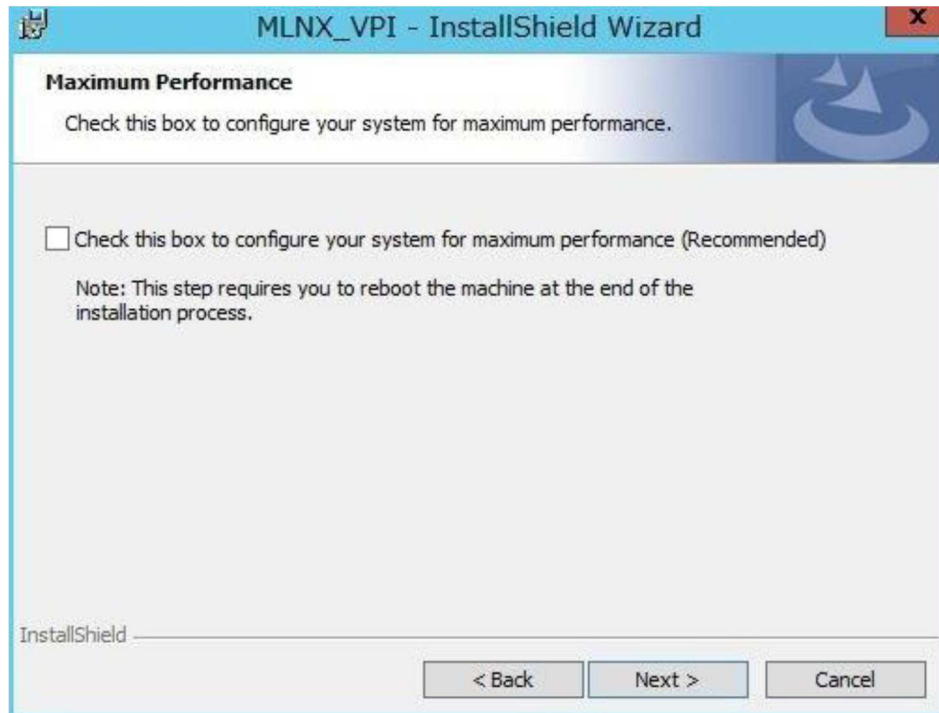 MLNX_VPI - InstallShield Wizard
x
Maximum Performance
Check this box to configure your system for maximum performance.
Check this box to configure your system for maximum performance (Recommended)
Note: This step requires you to reboot the machine at the end of the
installation process.
InstallShield
< Back
Next >
Cancel